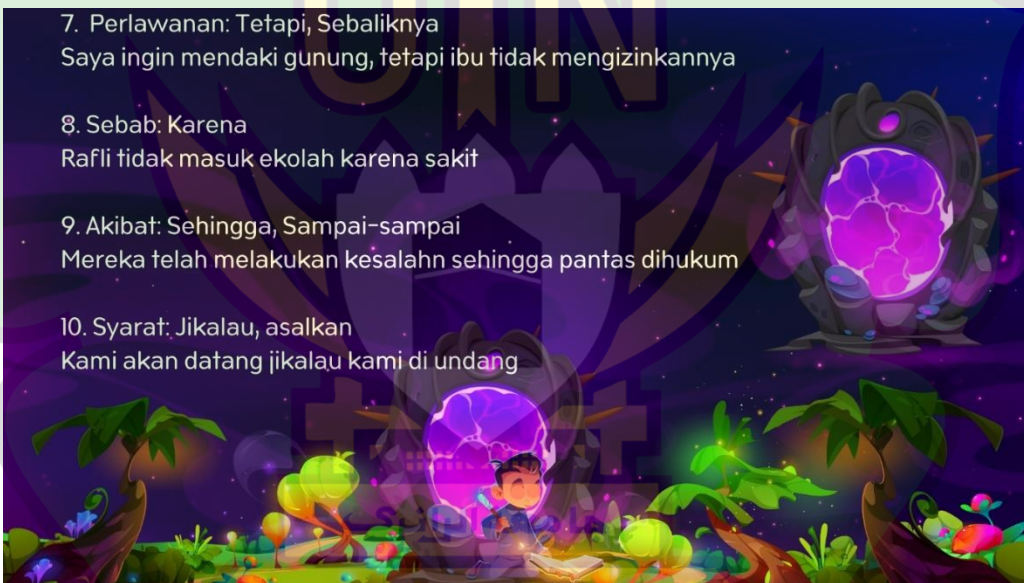 7. Perlawanan: Tetapi, Sebaliknya
Saya ingin mendaki gunung, tetapi ibu tidak mengizinkannya
8. Sebab: Karena
Rafli tidak masuk ekolah karena sakit
9. Akibat: Sehingga, Sampai-sampai
Mereka telah melakukan kesalahn sehingga pantas dihukum
10. Syarat: Jikalau, asalkan
Kami akan datang jikalau kami di undang
UIN